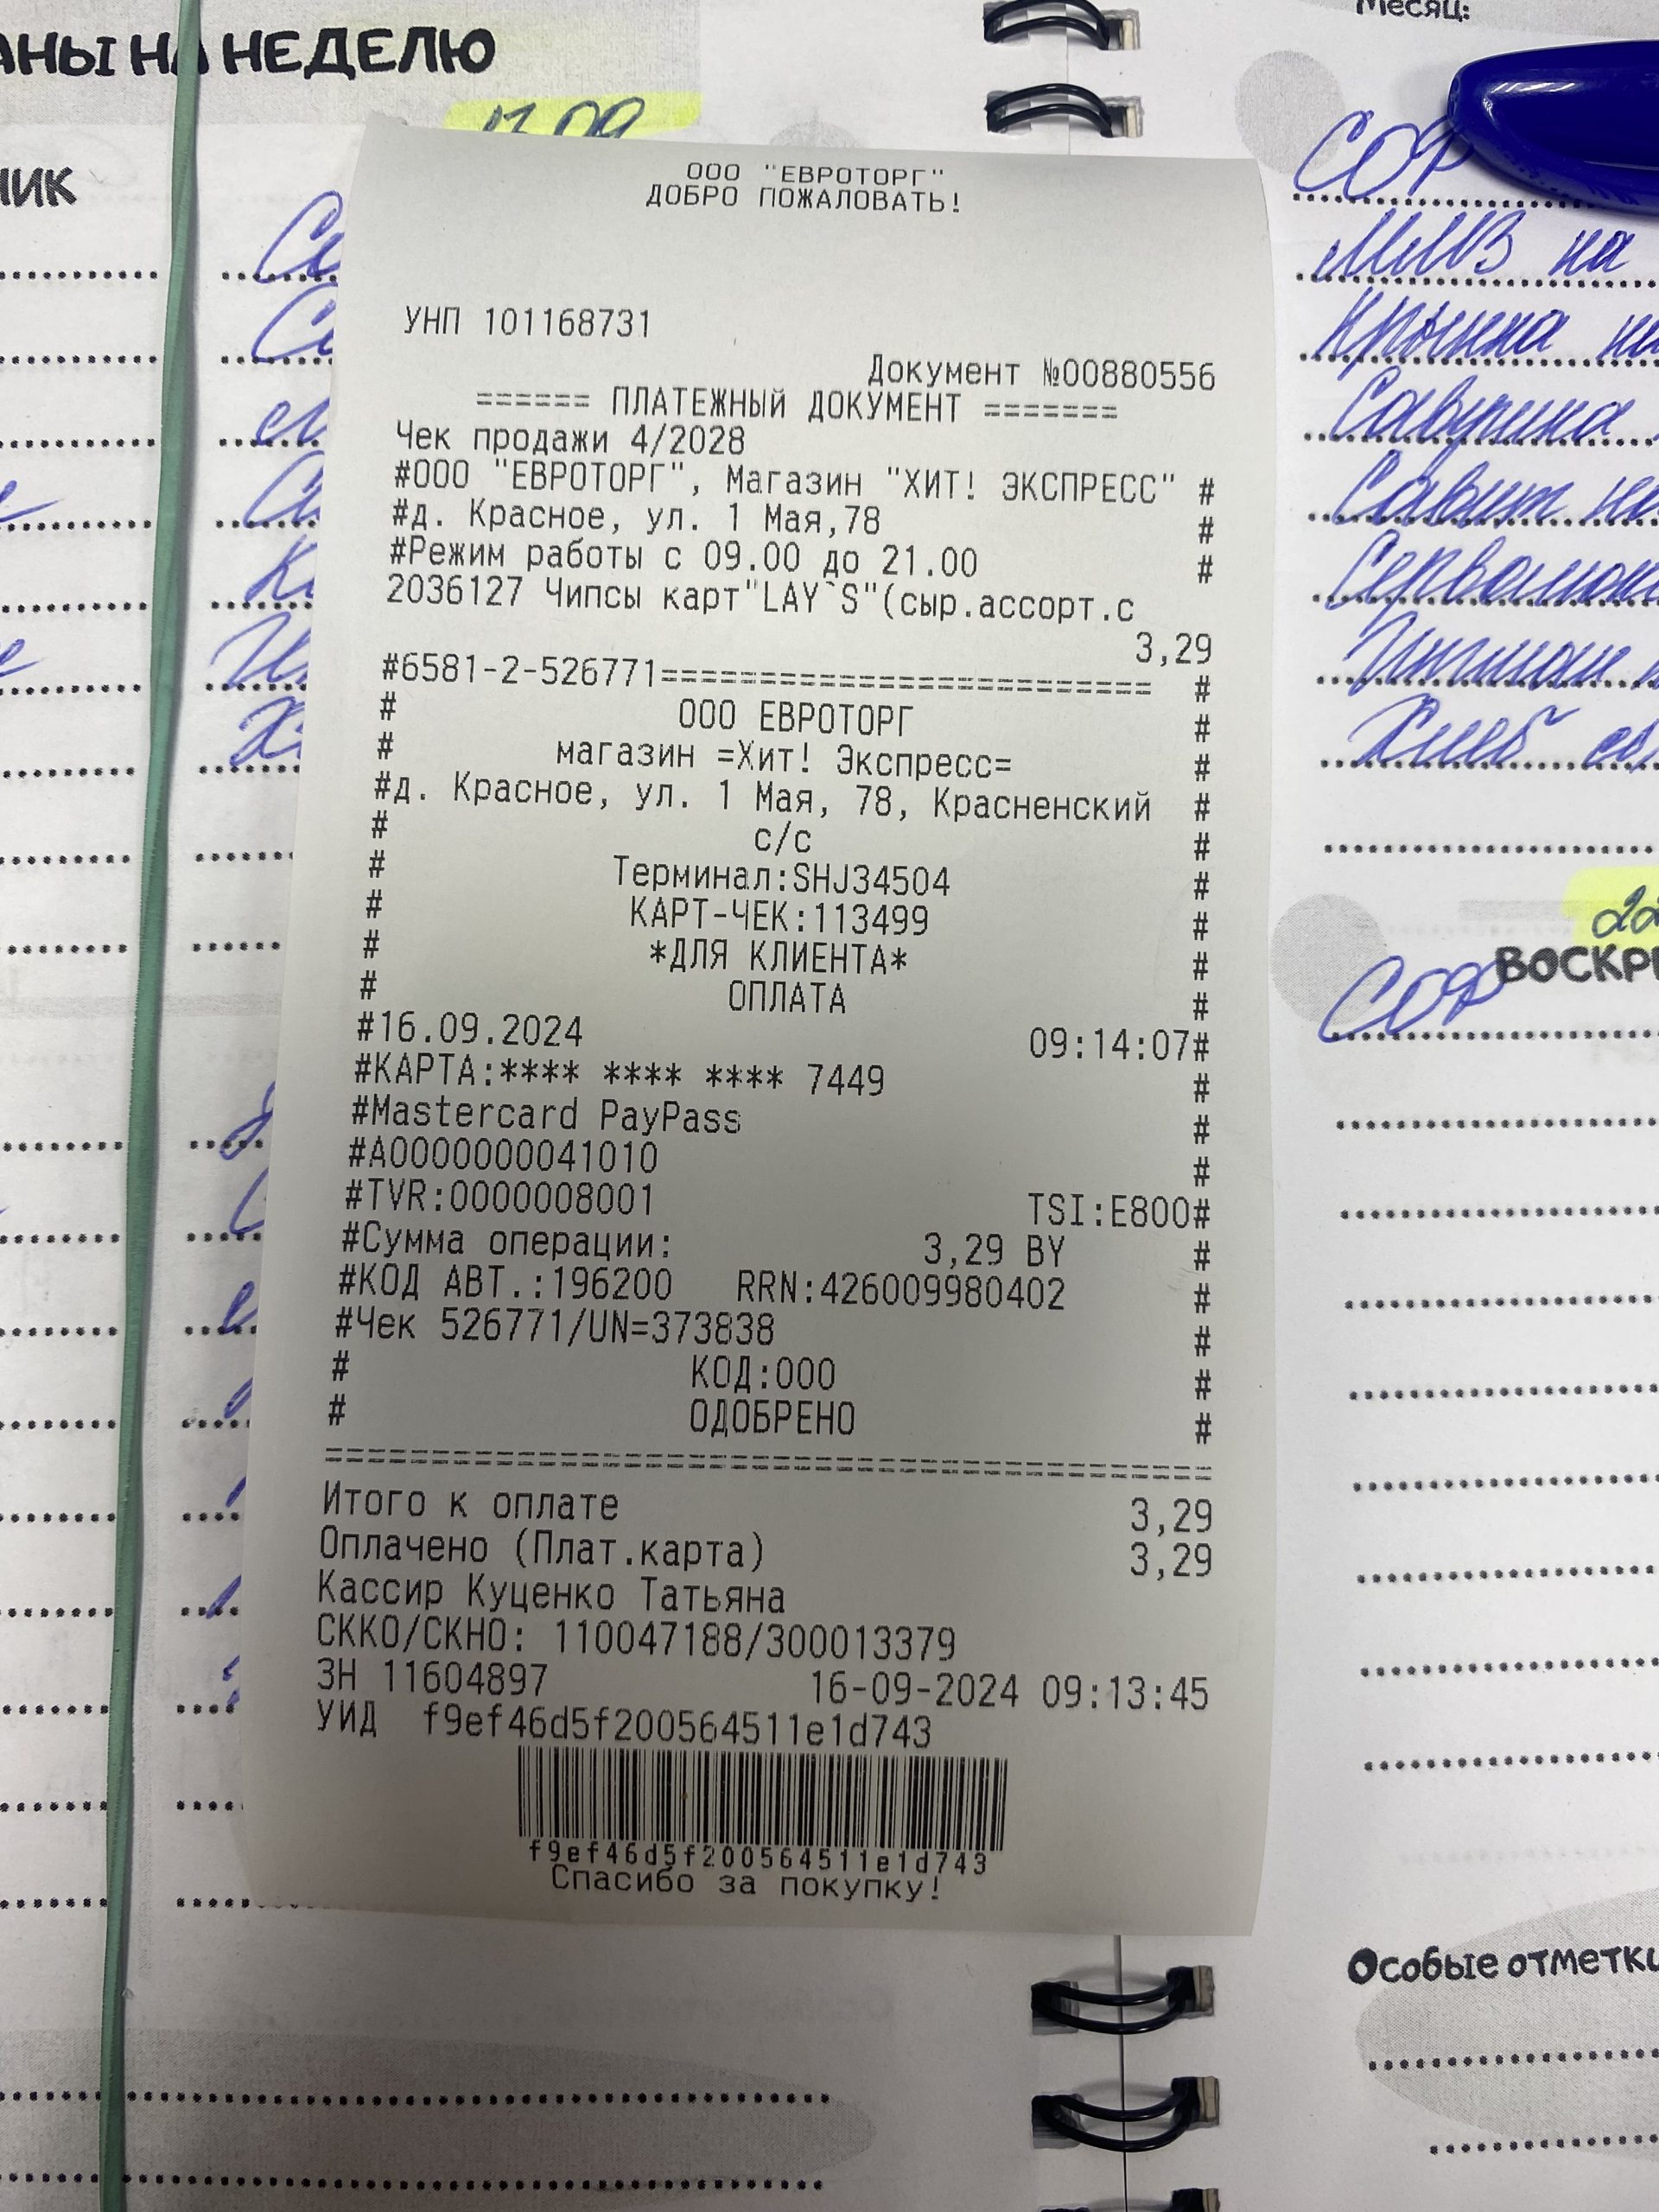 НА НЕДЕЛЮ
Месяц:
ООО "ЕВРОТОРГ"
ДОБРО ПОЖАЛОВАТЬ!
УНП 101168731
Документ №00880556
====== ПЛАТЕЖНЫЙ ДОКУМЕНТ =======
Чек продажи 4/2028
#ООО "ЕВРОТОРГ", Магазин "ХИТ! ЭКСПРЕСС" #
#д. Красное, ул. 1 Мая,78 #
#Режим работы с 09.00 до 21.00 #
2036127 Чипсы карт"LAY`S"(сыр.ассорт.с
3,29
#6581-2-526771========================= #
# ООО ЕВРОТОРГ #
# магазин =Хит! Экспресс= #
#д. Красное, ул. 1 Мая, 78, Красненский #
# с/с #
# Терминал:SHJ34504 #
# КАРТ-ЧЕК:113499 #
# *ДЛЯ КЛИЕНТА* #
# ОПЛАТА #
#16.09.2024 09:14:07#
#КАРТА:**** **** **** 7449 #
#Mastercard PayPass #
#A0000000041010 #
#TVR:0000008001 TSI:E800#
#Сумма операции: 3,29 BY #
#КОД АВТ.:196200 RRN:426009980402 #
#Чек 526771/UN=373838 #
# КОД:000 #
# ОДОБРЕНО #
Итого к оплате 3,29
Оплачено (Плат.карта) 3,29
Кассир Куценко Татьяна
СККО/СКНО: 110047188/300013379
ЗН 11604897 16-09-2024 09:13:45
УИД f9ef46d5f200564511e1d743
f9ef46d5f200564511e1d743
Спасибо за покупку!
СОФ
на
Хлеб
СОФ
Особые